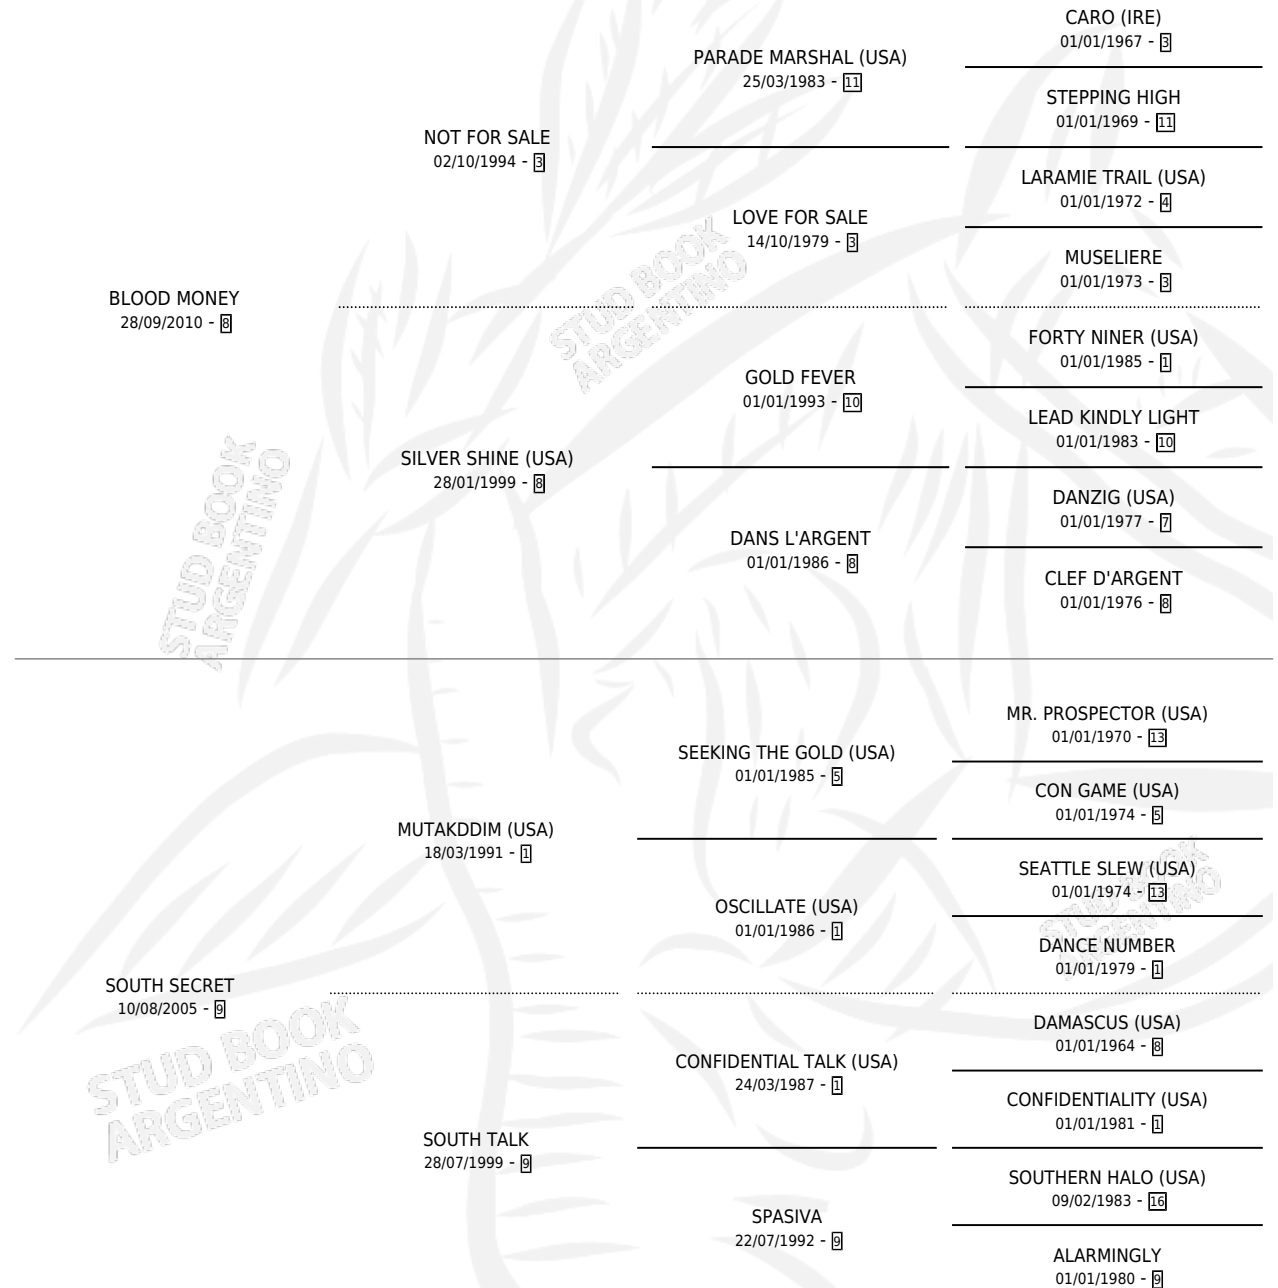 CARO (IRE)
01/01/1967 - 3
PARADE MARSHAL (USA)
25/03/1983 - 11
STEPPING HIGH
01/01/1969 - 11
NOT FOR SALE
02/10/1994 - 3
LARAMIE TRAIL (USA)
01/01/1972 - 4
LOVE FOR SALE
14/10/1979 - 3
MUSELIERE
01/01/1973 - 3
BLOOD MONEY
28/09/2010 - 8
FORTY NINER (USA)
01/01/1985 - 1
GOLD FEVER
01/01/1993 - 10
LEAD KINDLY LIGHT
01/01/1983 - 10
SILVER SHINE (USA)
28/01/1999 - 8
DANZIG (USA)
01/01/1977 - 7
DANS L'ARGENT
01/01/1986 - 8
CLEF D'ARGENT
01/01/1976 - 8
STUD BOOK
ARGENTINO
STUD BOOK
ARGENTINO
MR. PROSPECTOR (USA)
01/01/1970 - 13
SEEKING THE GOLD (USA)
01/01/1985 - 5
CON GAME (USA)
01/01/1974 - 5
MUTAKDDIM (USA)
18/03/1991 - 1
SEATTLE SLEW (USA)
01/01/1974 - 13
OSCILLATE (USA)
01/01/1986 - 1
DANCE NUMBER
01/01/1979 - 1
SOUTH SECRET
10/08/2005 - 9
DAMASCUS (USA)
01/01/1964 - 8
CONFIDENTIAL TALK (USA)
24/03/1987 - 1
CONFIDENTIALITY (USA)
01/01/1981 - 1
SOUTH TALK
28/07/1999 - 9
SOUTHERN HALO (USA)
09/02/1983 - 16
SPASIVA
22/07/1992 - 9
ALARMINGLY
01/01/1980 - 9
STUD BOOK
ARGENTINO
STUD BOOK
ARGENTINO